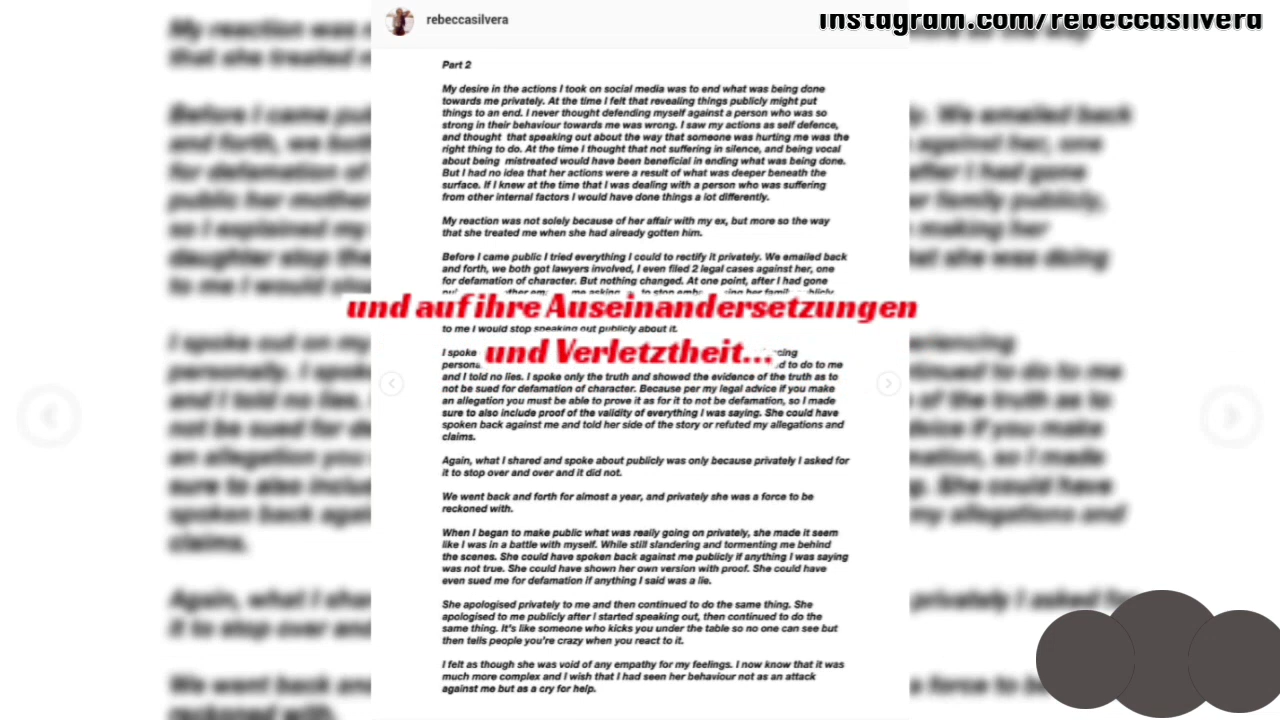 rebeccasilvera
instagram.com/rebeccasilvera
Part 2
My desire in the actions I took on social media was to end what was being done
towards me privately. At the time I felt that revealing things publicly might put
things to an end. I never thought defending myself against a person who was so
strong in their behaviour towards me was wrong. I saw my actions as self defence,
and thought that speaking out about the way that someone was hurting me was the
right thing to do. At the time I thought that not suffering in silence, and being vocal
about being mistreated would have been beneficial in ending what was being done.
But I had no idea that her actions were a result of what was deeper beneath the
surface. If I knew at the time that I was dealing with a person who was suffering
from other internal factors I would have done things a lot differently.
My reaction was not solely because of her affair with my ex, but more so the way
that she treated me when she had already gotten him.
Before I came public I tried everything I could to rectify it privately. We emailed back
and forth, we both got lawyers involved, I even filed 2 legal cases against her, one
for defamation of character. But nothing changed. At one point, after I had gone
und auf ihre Auseinandersetzungen
to me I would stop speaking out publicly about it.
und Verletztheit...
I spoke
to do to me
and I told no lies. I spoke only the truth and showed the evidence of the truth as to
not be sued for defamation of character. Because per my legal advice if you make
an allegation you must be able to prove it as for it to not be defamation, so I made
sure to also include proof of the validity of everything I was saying. She could have
spoken back against me and told her side of the story or refuted my allegations and
claims.
Again, what I shared and spoke about publicly was only because privately I asked for
it to stop over and over and it did not.
We went back and forth for almost a year, and privately she was a force to be
reckoned with.
When I began to make public what was really going on privately, she made it seem
like I was in a battle with myself. While still slandering and tormenting me behind
the scenes. She could have spoken back against me publicly if anything I was saying
was not true. She could have shown her own version with proof. She could have
even sued me for defamation if anything I said was a lie.
She apologised privately to me and then continued to do the same thing. She
apologised to me publicly after I started speaking out, then continued to do the
same thing. It's like someone who kicks you under the table so no one can see but
then tells people you're crazy when you react to it.
I felt as though she was void of any empathy for my feelings. I now know that it was
much more complex and I wish that I had seen her behaviour not as an attack
against me but as a cry for help.